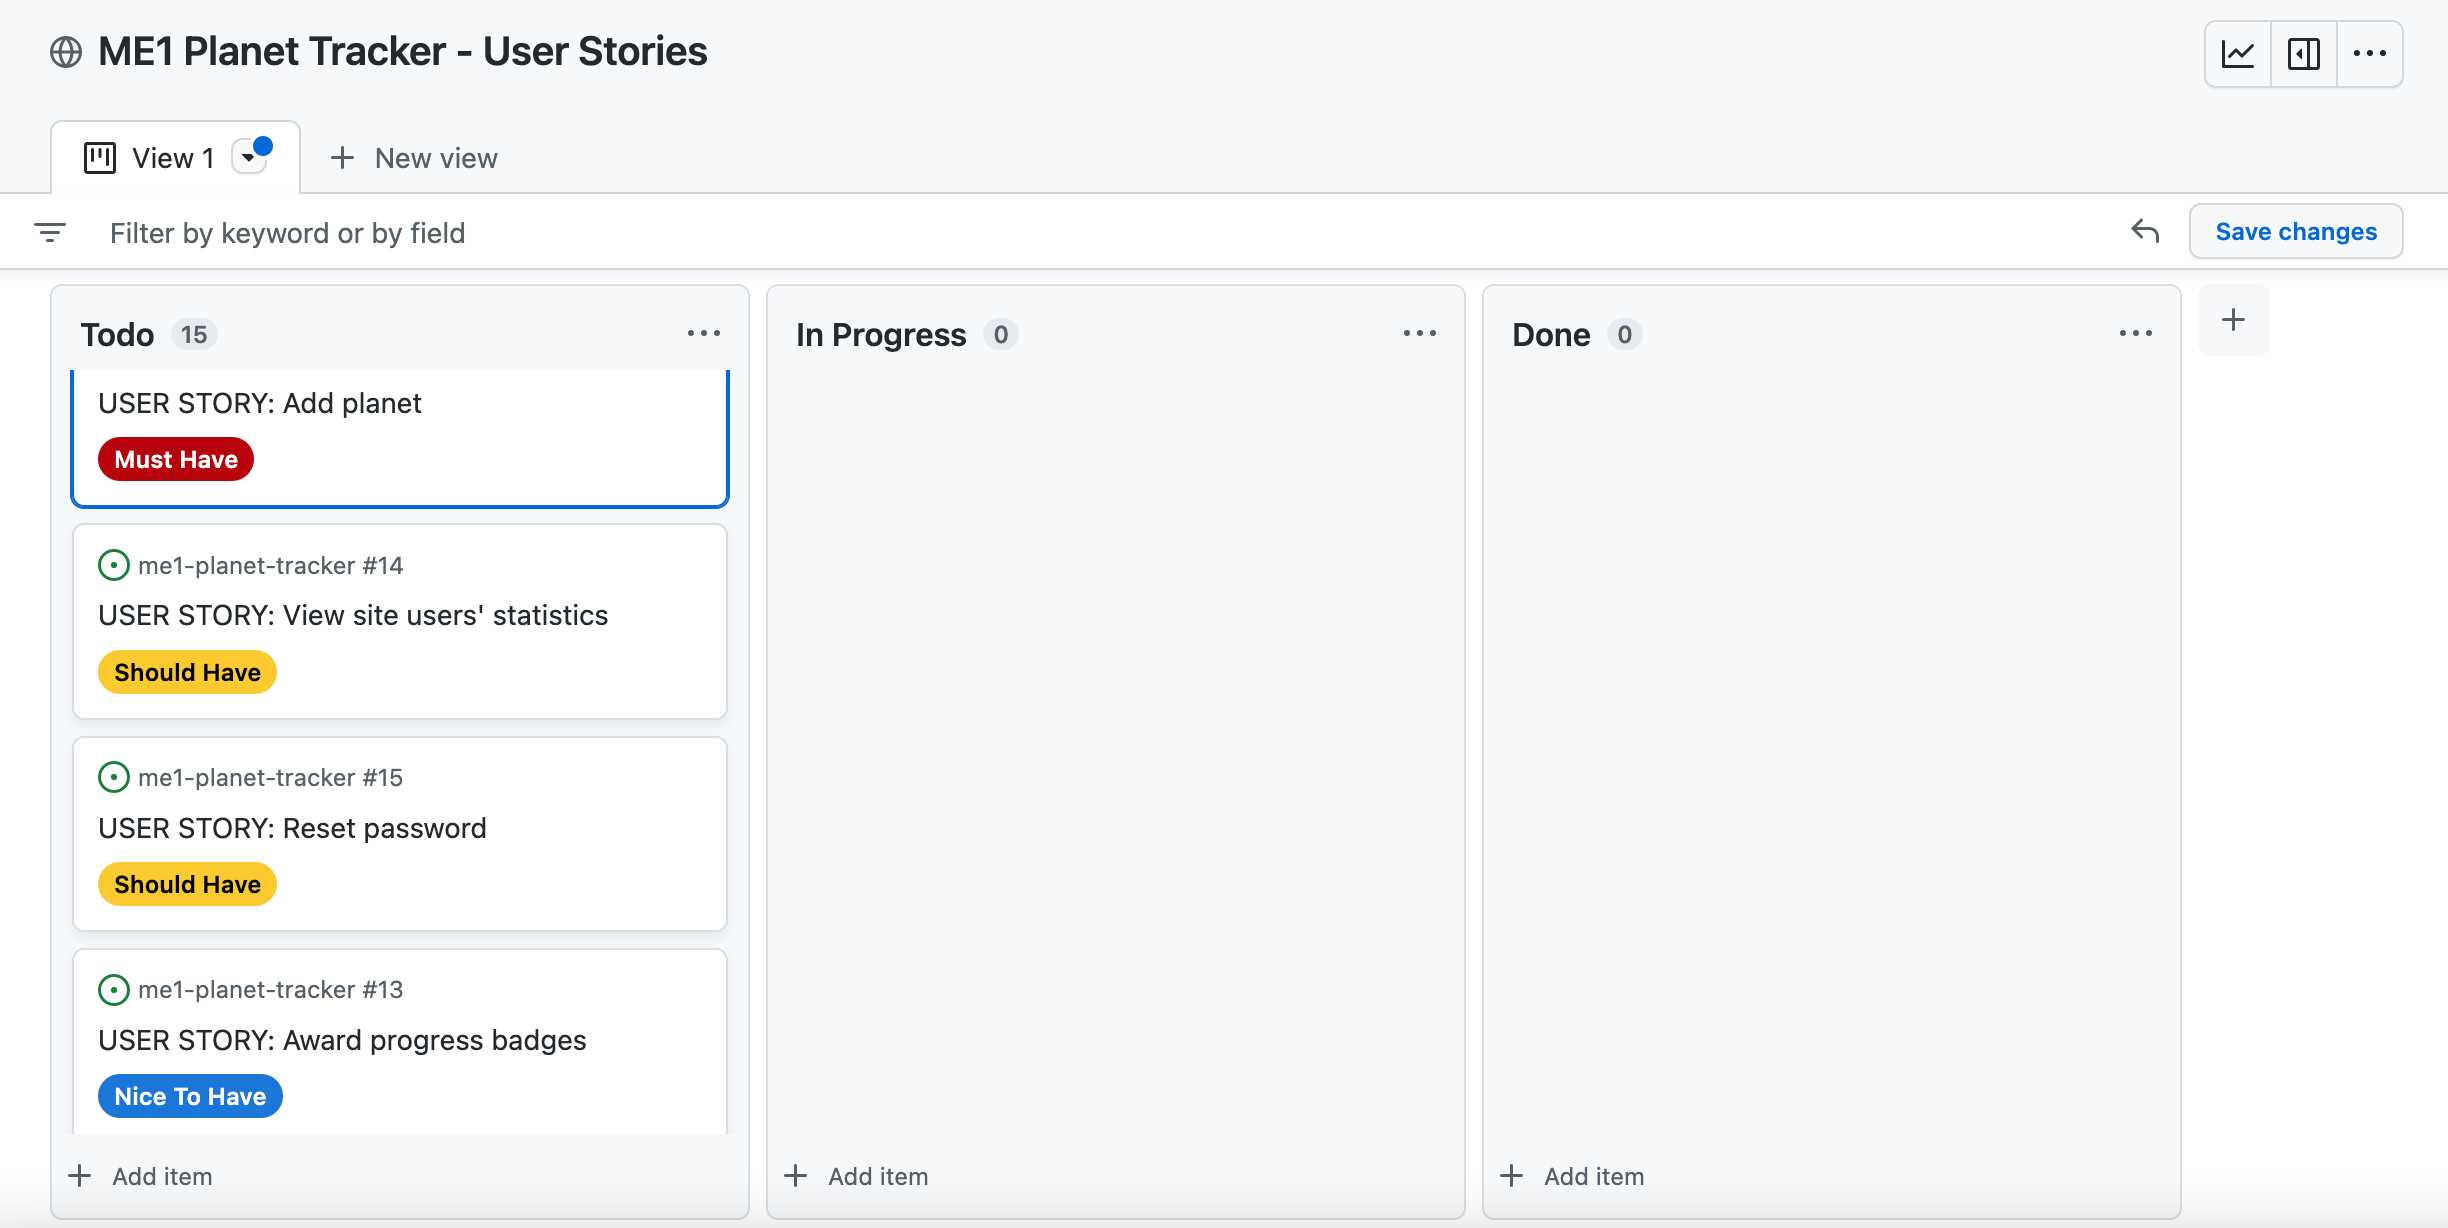 ME1 Planet Tracker - User Stories
View 1
New view
Filter by keyword or by field
Save changes
Todo 15
USER STORY: Add planet
Must Have
me1-planet-tracker #14
USER STORY: View site users' statistics
Should Have
me1-planet-tracker #15
USER STORY: Reset password
Should Have
me1-planet-tracker #13
USER STORY: Award progress badges
Nice To Have
Add item
In Progress 0
Add item
Done 0
Add item